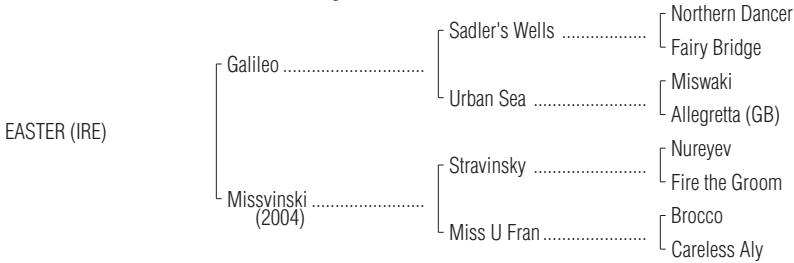 Northern Dancer
Sadler's Wells ..................
Fairy Bridge
Galileo ..............................
Miswaki
Urban Sea ........................
Allegretta (GB)
EASTER (IRE)
Nureyev
Stravinsky ........................
Fire the Groom
Missvinski ........................
(2004)
Brocco
Miss U Fran......................
Careless Aly